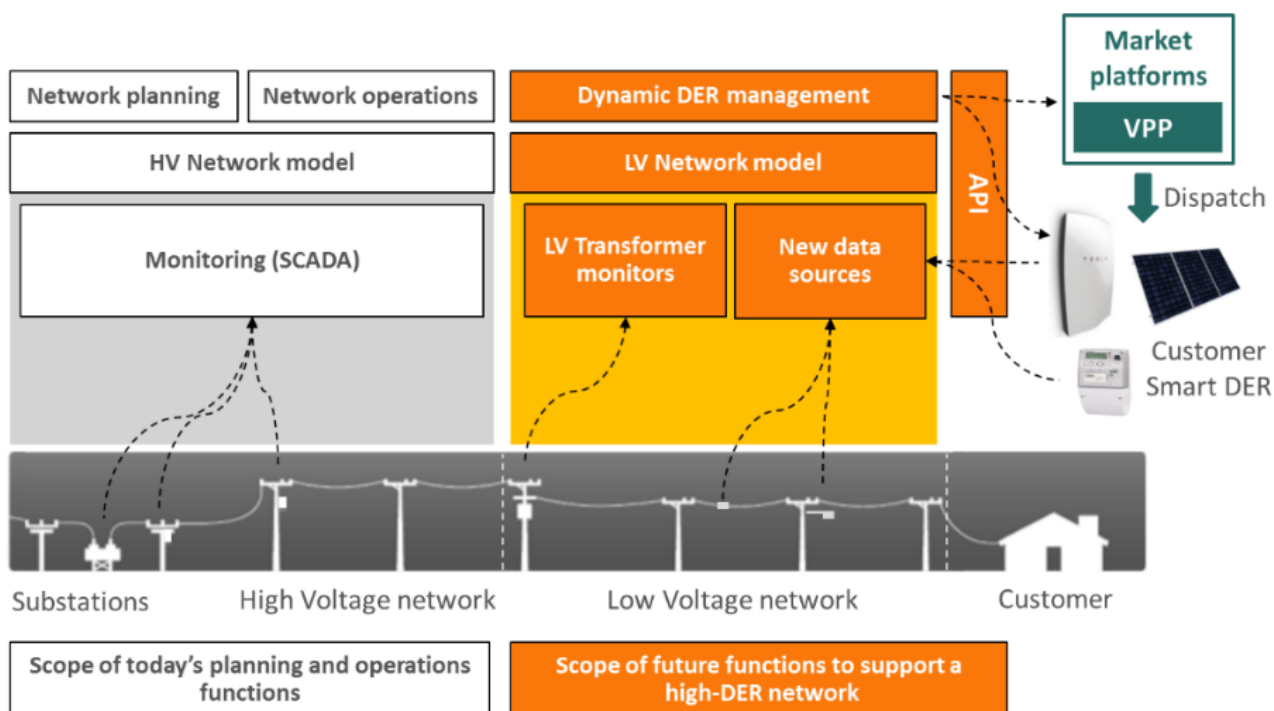 Market
platforms
VPP
Network planning
Network operations
Dynamic DER management
HV Network model
LV Network model
API
Dispatch
Monitoring (SCADA)
LV Transformer
monitors
New data
sources
TESLA
Customer
Smart DER
Substations
High Voltage network
Low Voltage network
Customer
Scope of today's planning and operations
functions
Scope of future functions to support a
high-DER network